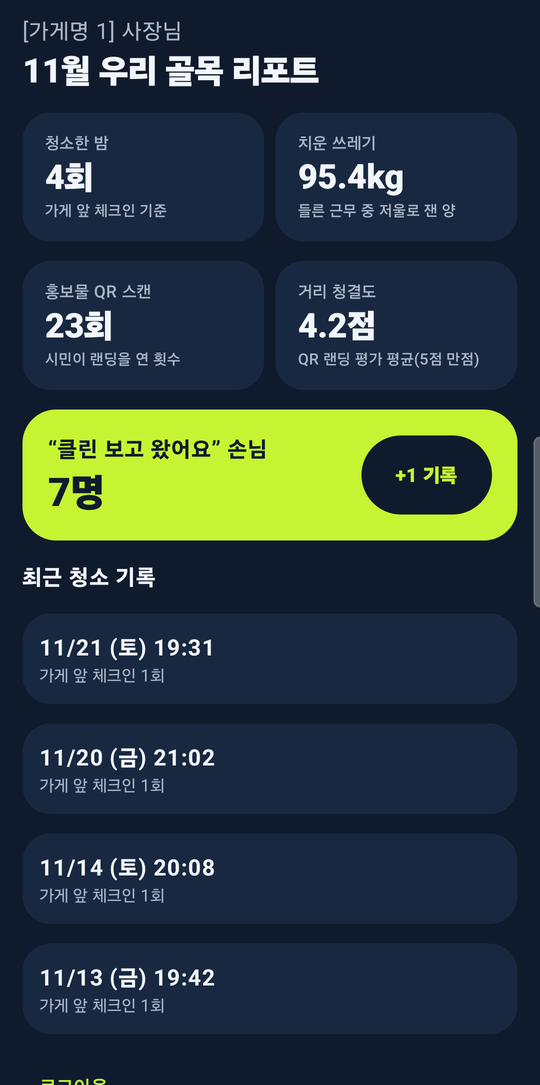 [가게명 1] 사장님
11월 우리 골목 리포트
청소한 밤
4회
가게 앞 체크인 기준
치운 쓰레기
95.4kg
들른 근무 중 저울로 잰 양
홍보물 QR 스캔
23회
시민이 랜딩을 연 횟수
거리 청결도
4.2점
QR 랜딩 평가 평균(5점 만점)
“클린 보고 왔어요” 손님
7명
+1 기록
최근 청소 기록
11/21 (토) 19:31
가게 앞 체크인 1회
11/20 (금) 21:02
가게 앞 체크인 1회
11/14 (토) 20:08
가게 앞 체크인 1회
11/13 (금) 19:42
가게 앞 체크인 1회